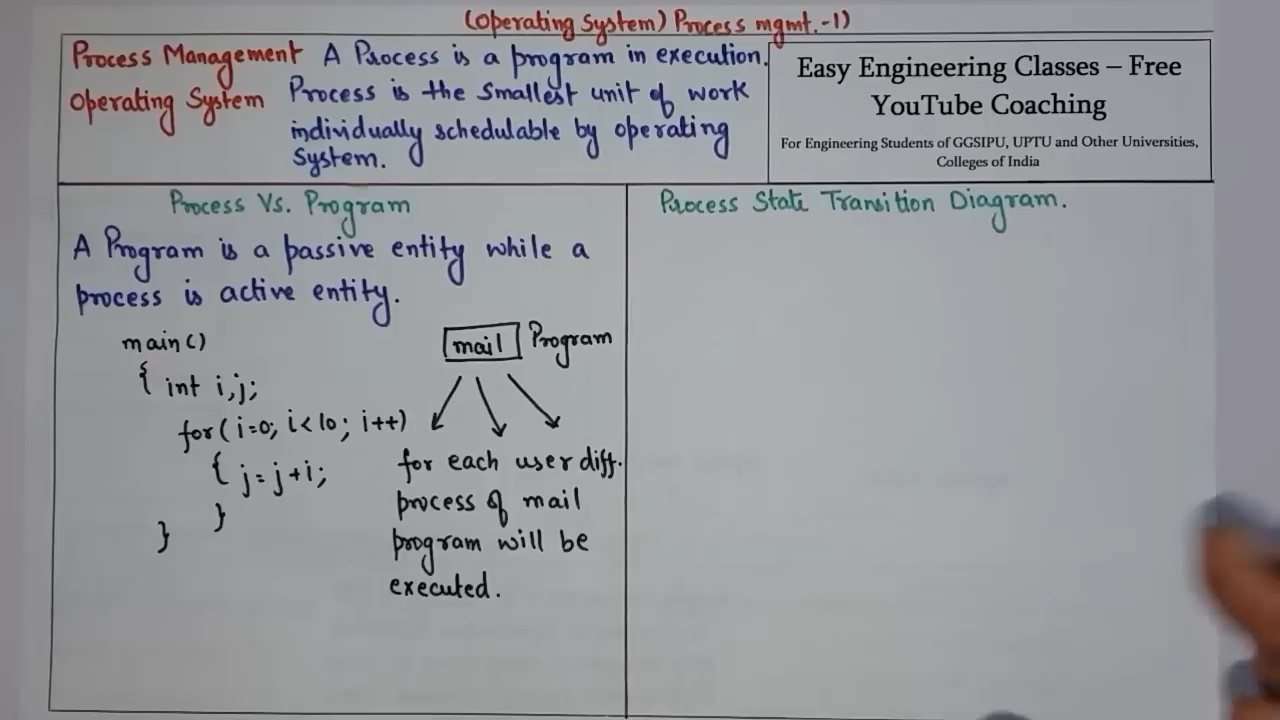 (Operating System) Process mgmt.-1)
Process Management
Operating System
A Process is a program in execution.
Process is the smallest unit of work
individually schedulable by operating
System.
Easy Engineering Classes – Free
YouTube Coaching
For Engineering Students of GGSIPU, UPTU and Other Universities,
Colleges of India
Process Vs. Program
A Program is a passive entity while a
process is active entity.
main()
{ int i,j;
for(i=0; i<10; i++)
{ j=j+i;
}
}
mail Program
for each user diff.
process of mail
program will be
executed.
Process State Transition Diagram.